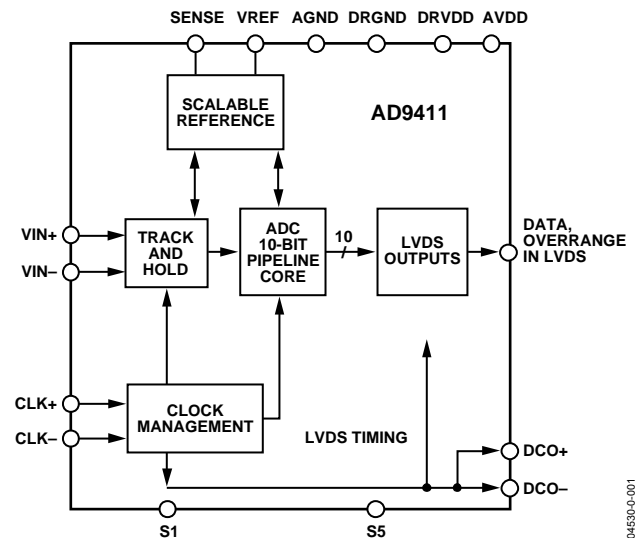 SENSE VREF AGND DRGND DRVDD AVDD
SCALABLE
REFERENCE
AD9411
VIN+
VIN–
TRACK
AND
HOLD
ADC
10-BIT
PIPELINE
CORE
10
LVDS
OUTPUTS
DATA,
OVERRANGE
IN LVDS
CLK+
CLK–
CLOCK
MANAGEMENT
LVDS TIMING
DCO+
DCO–
S1 S5
04530-0-001